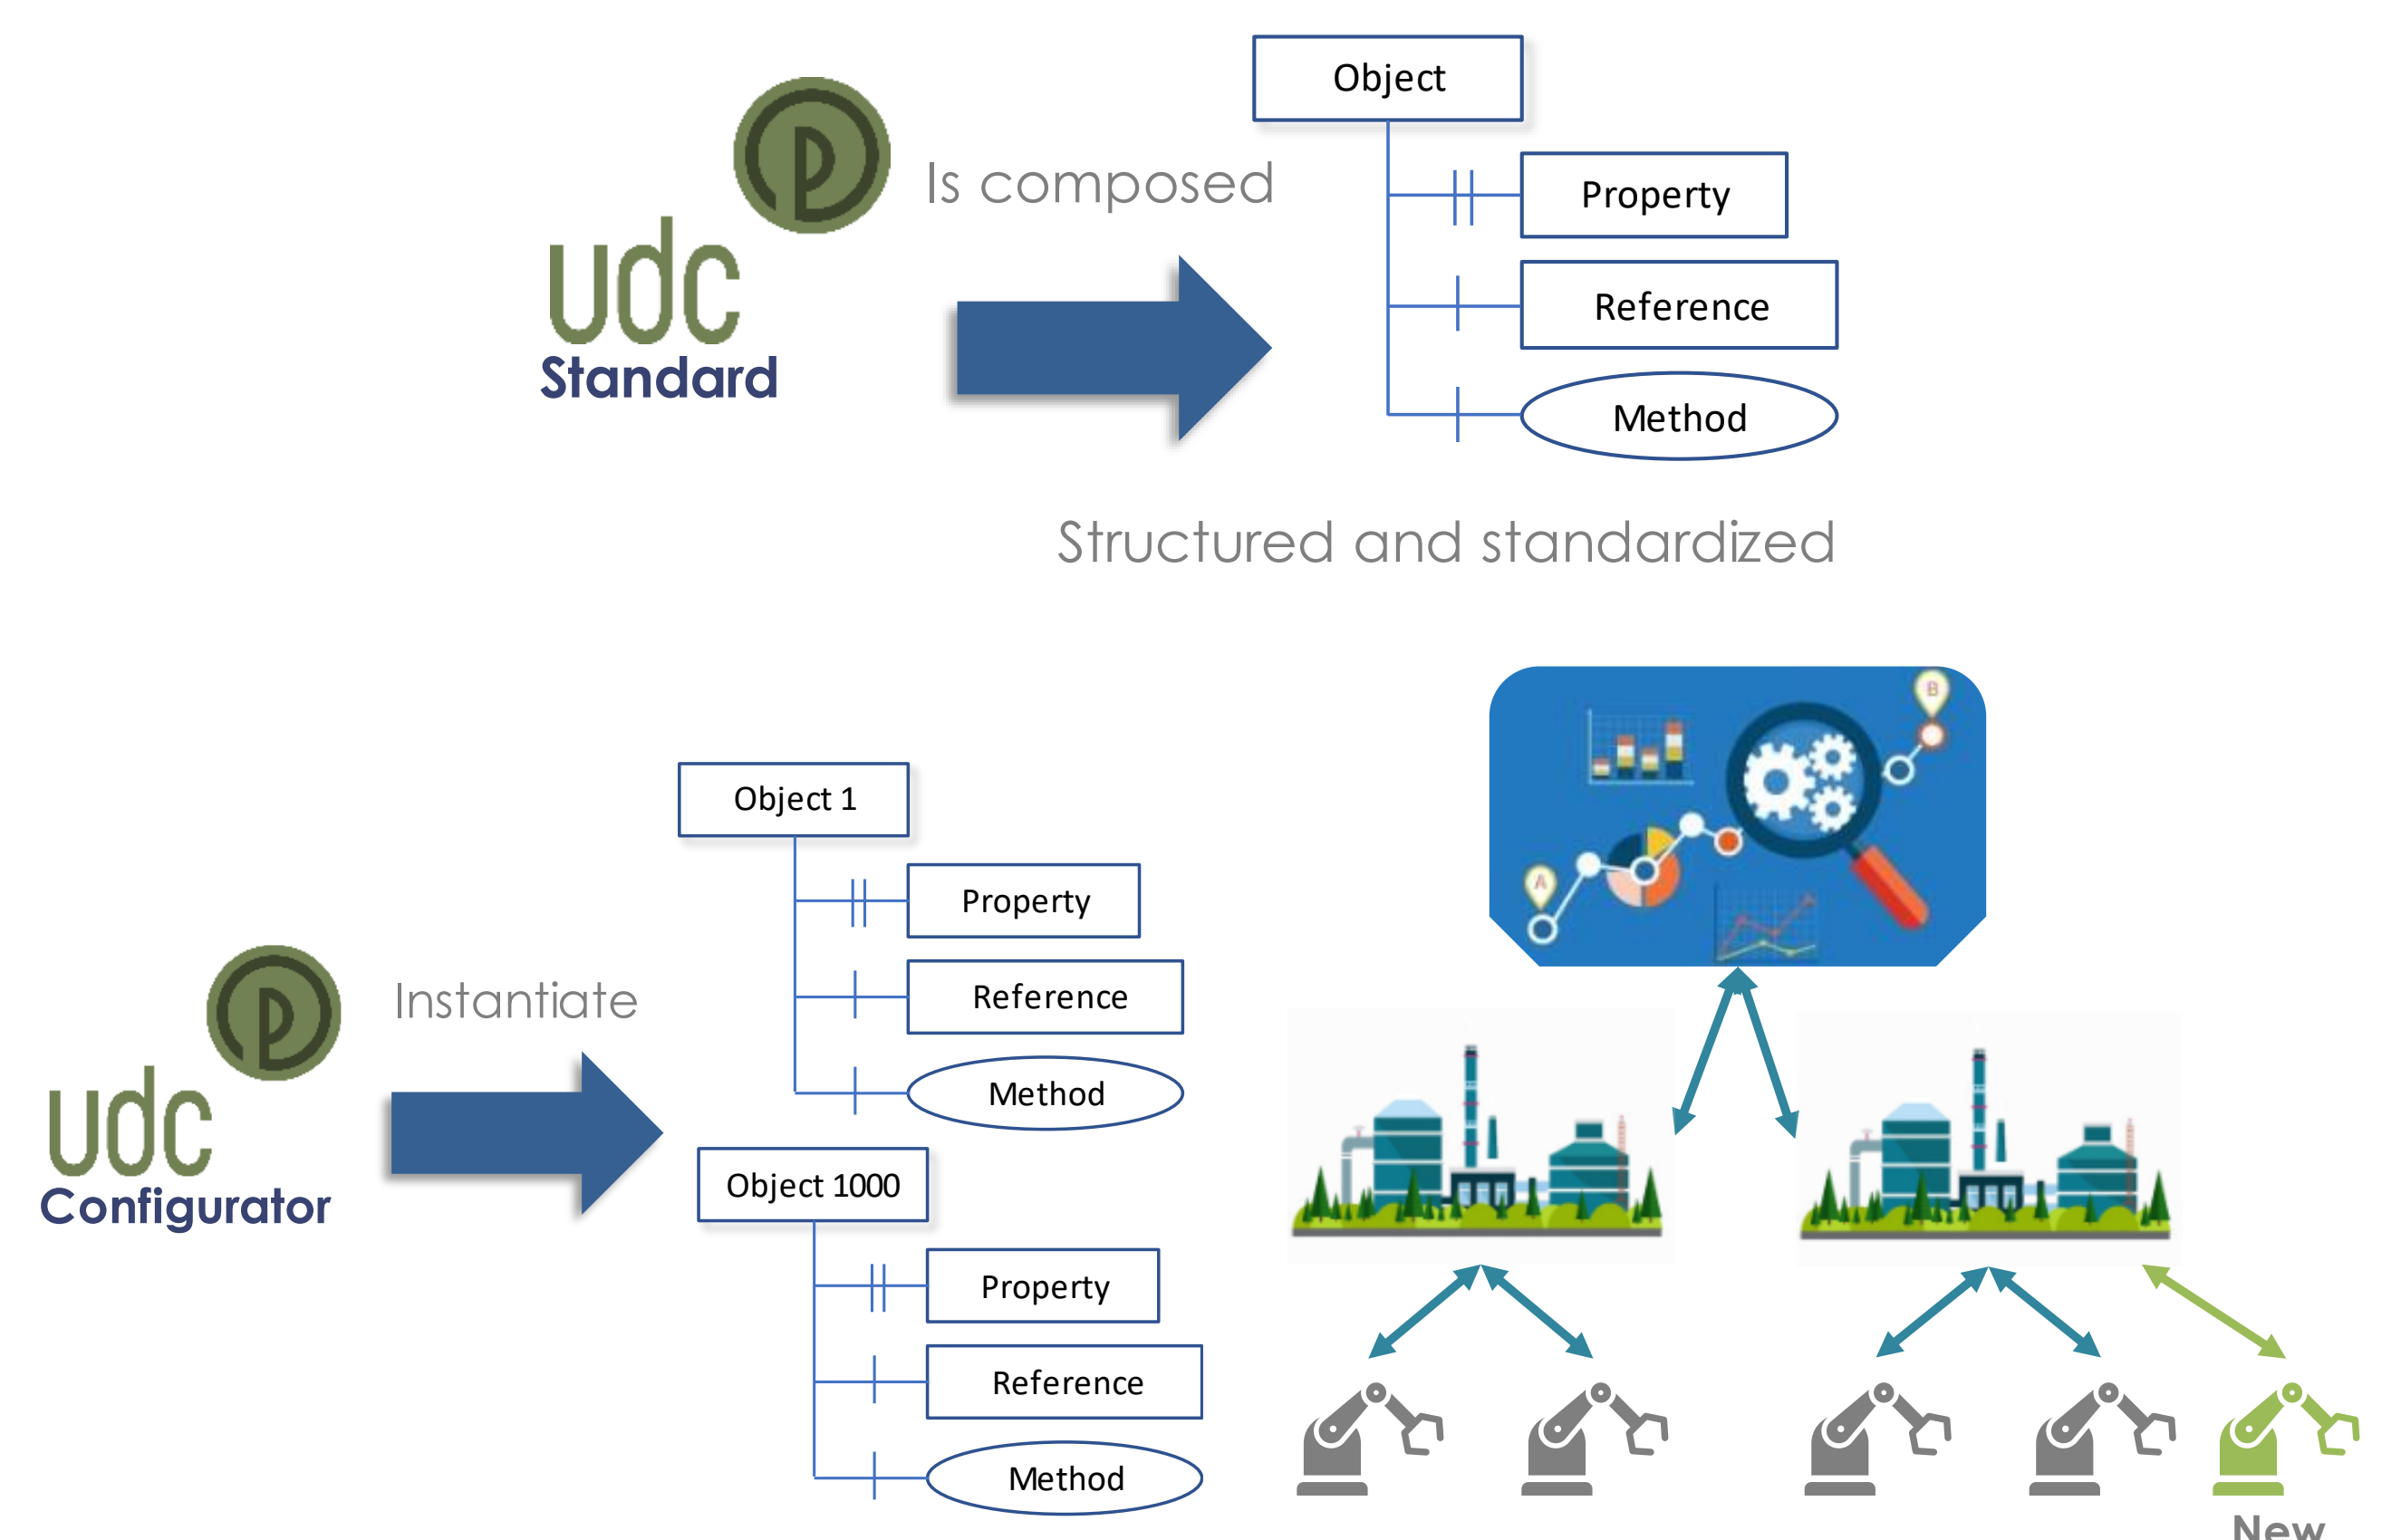 Object
Is composed
Property
udc
Standard
Reference
Method
Structured and standardized
B
A
Object 1
Property
Instantiate
Reference
Method
udc
Configurator
Object 1000
Property
Reference
Method
New